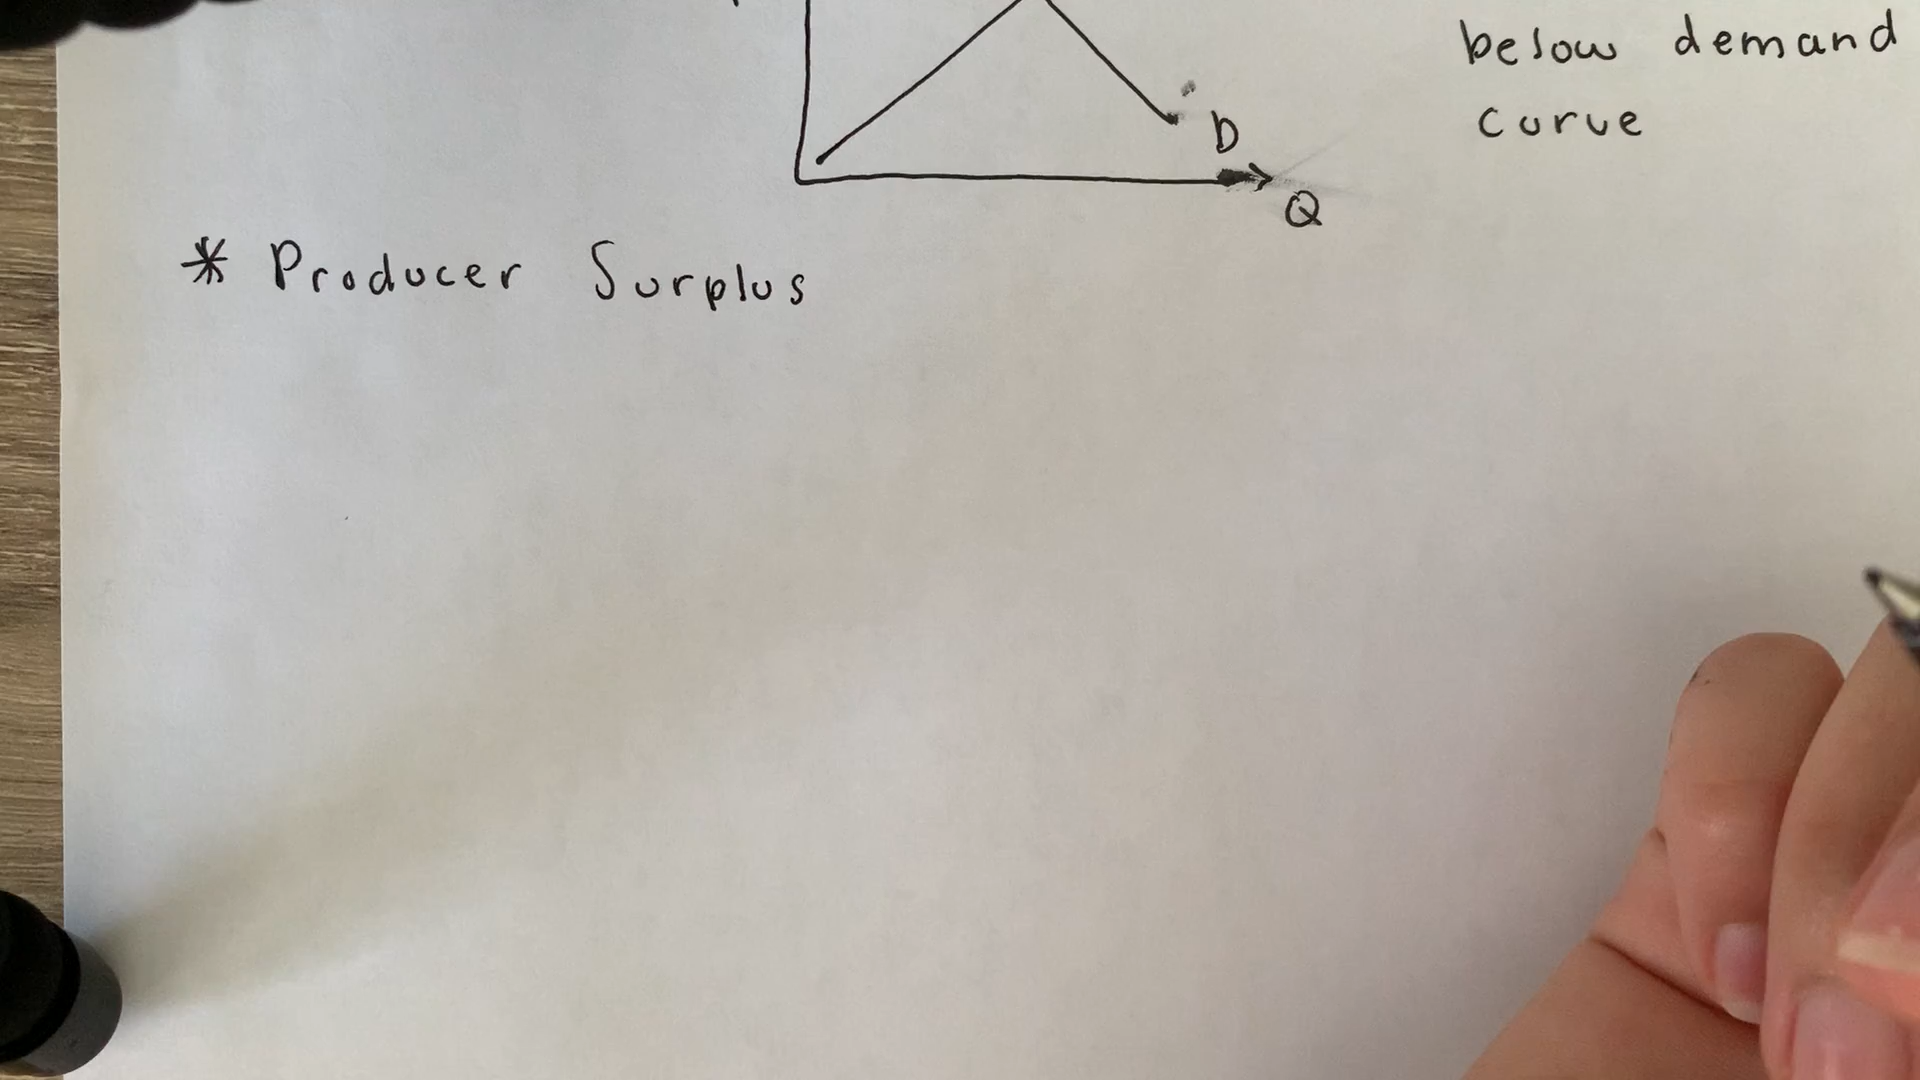 below demand
curve
D
Q
* Producer Surplus